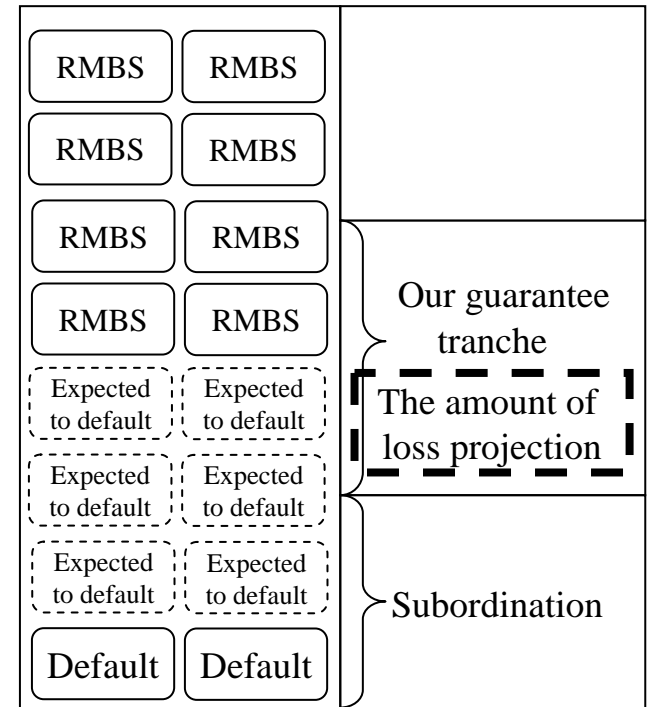 RMBS RMBS
RMBS RMBS
RMBS RMBS
RMBS RMBS
Expected Expected
to default to default
Expected Expected
to default to default
Expected Expected
to default to default
Default Default
Our guarantee
tranche
The amount of
loss projection
Subordination